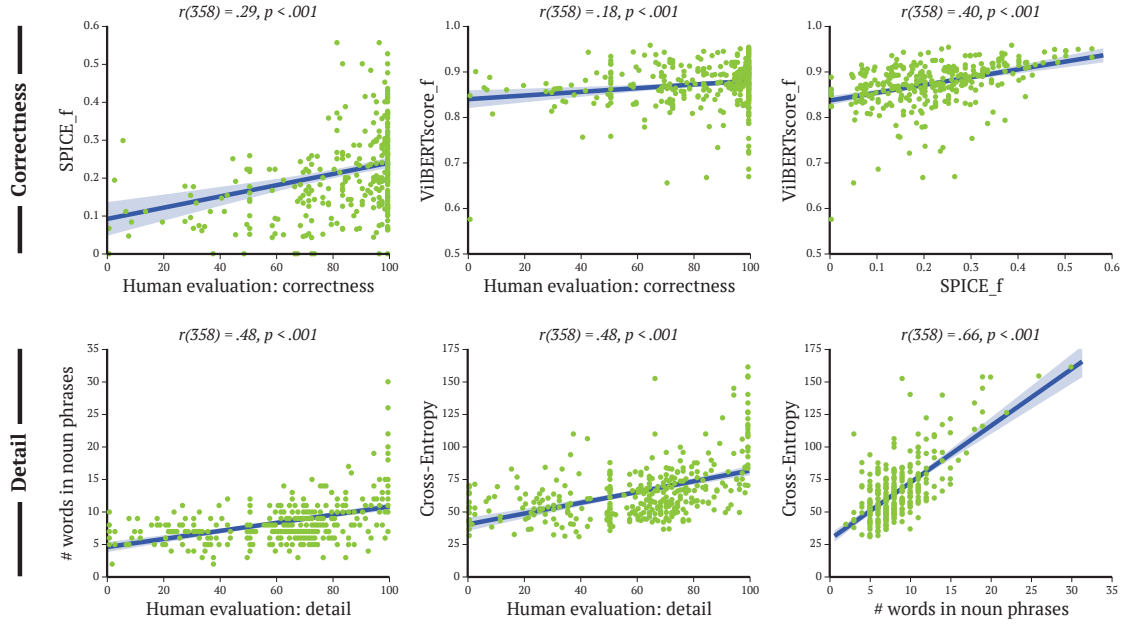 Correctness
r(358) = .29, p < .001
SPICE_f
0.6
0.5
0.4
0.3
0.2
0.1
0
0 20 40 60 80 100
Human evaluation: correctness
r(358) = .18, p < .001
VilBERTscore_f
1.0
0.9
0.8
0.7
0.6
0.5
0 20 40 60 80 100
Human evaluation: correctness
r(358) = .40, p < .001
VilBERTscore_f
1.0
0.9
0.8
0.7
0.6
0.5
0.1 0.2 0.3 0.4 0.5 0.6
SPICE_f
Detail
r(358) = .48, p < .001
# words in noun phrases
35
30
25
20
15
10
5
0
0 20 40 60 80 100
Human evaluation: detail
r(358) = .48, p < .001
Cross-Entropy
175
150
125
100
75
50
25
0
0 20 40 60 80 100
Human evaluation: detail
r(358) = .66, p < .001
Cross-Entropy
175
150
125
100
75
50
25
0
0 5 10 15 20 25 30 35
# words in noun phrases